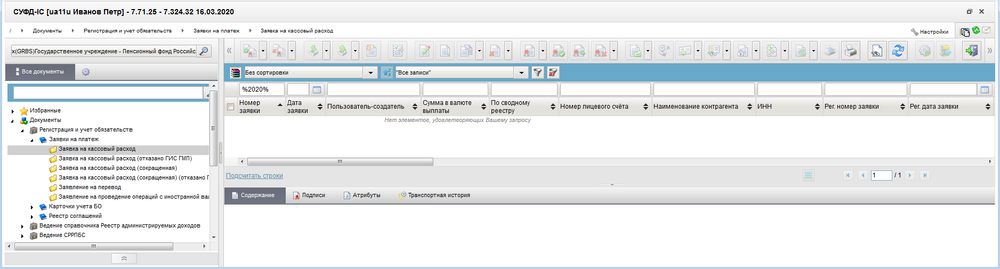 СУФД-IC [ua11u Иванов Петр] - 7.71.25 - 7.324.32 16.03.2020
/ Документы Регистрация и учет обязательств Заявки на платеж Заявка на кассовый расход
Настройки
x(GRBS)Государственное учреждение - Пенсионный фонд Российс
Все документы
Без сортировки
"Все записи"
%2020%
Номер заявки
Дата заявки
Пользователь-создатель
Сумма в валюте выплаты
По сводному реестру
Номер лицевого счёта
Наименование контрагента
ИНН
Рег. номер заявки
Рег. дата заявки
Нет элементов, удовлетворяющих Вашему запросу
Избранные
Документы
Регистрация и учет обязательств
Заявки на платеж
Заявка на кассовый расход
Заявка на кассовый расход (отказано ГИС ГМП)
Заявка на кассовый расход (сокращенная)
Заявка на кассовый расход (сокращенная) (отказано Г
Заявление на перевод
Заявление на проведение операций с иностранной вал
Карточки учета БО
Реестр соглашений
Ведение справочника Реестр администрируемых доходов
Ведение СРРПБС
Подсчитать строки
1 / 1
Содержание
Подписи
Атрибуты
Транспортная история